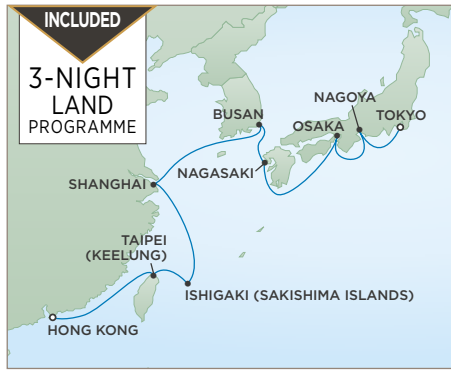 INCLUDED
3-NIGHT
LAND
PROGRAMME
BUSAN
NAGOYA
OSAKA
TOKYO
NAGASAKI
SHANGHAI
TAIPEI
(KEELUNG)
ISHIGAKI (SAKISHIMA ISLANDS)
HONG KONG